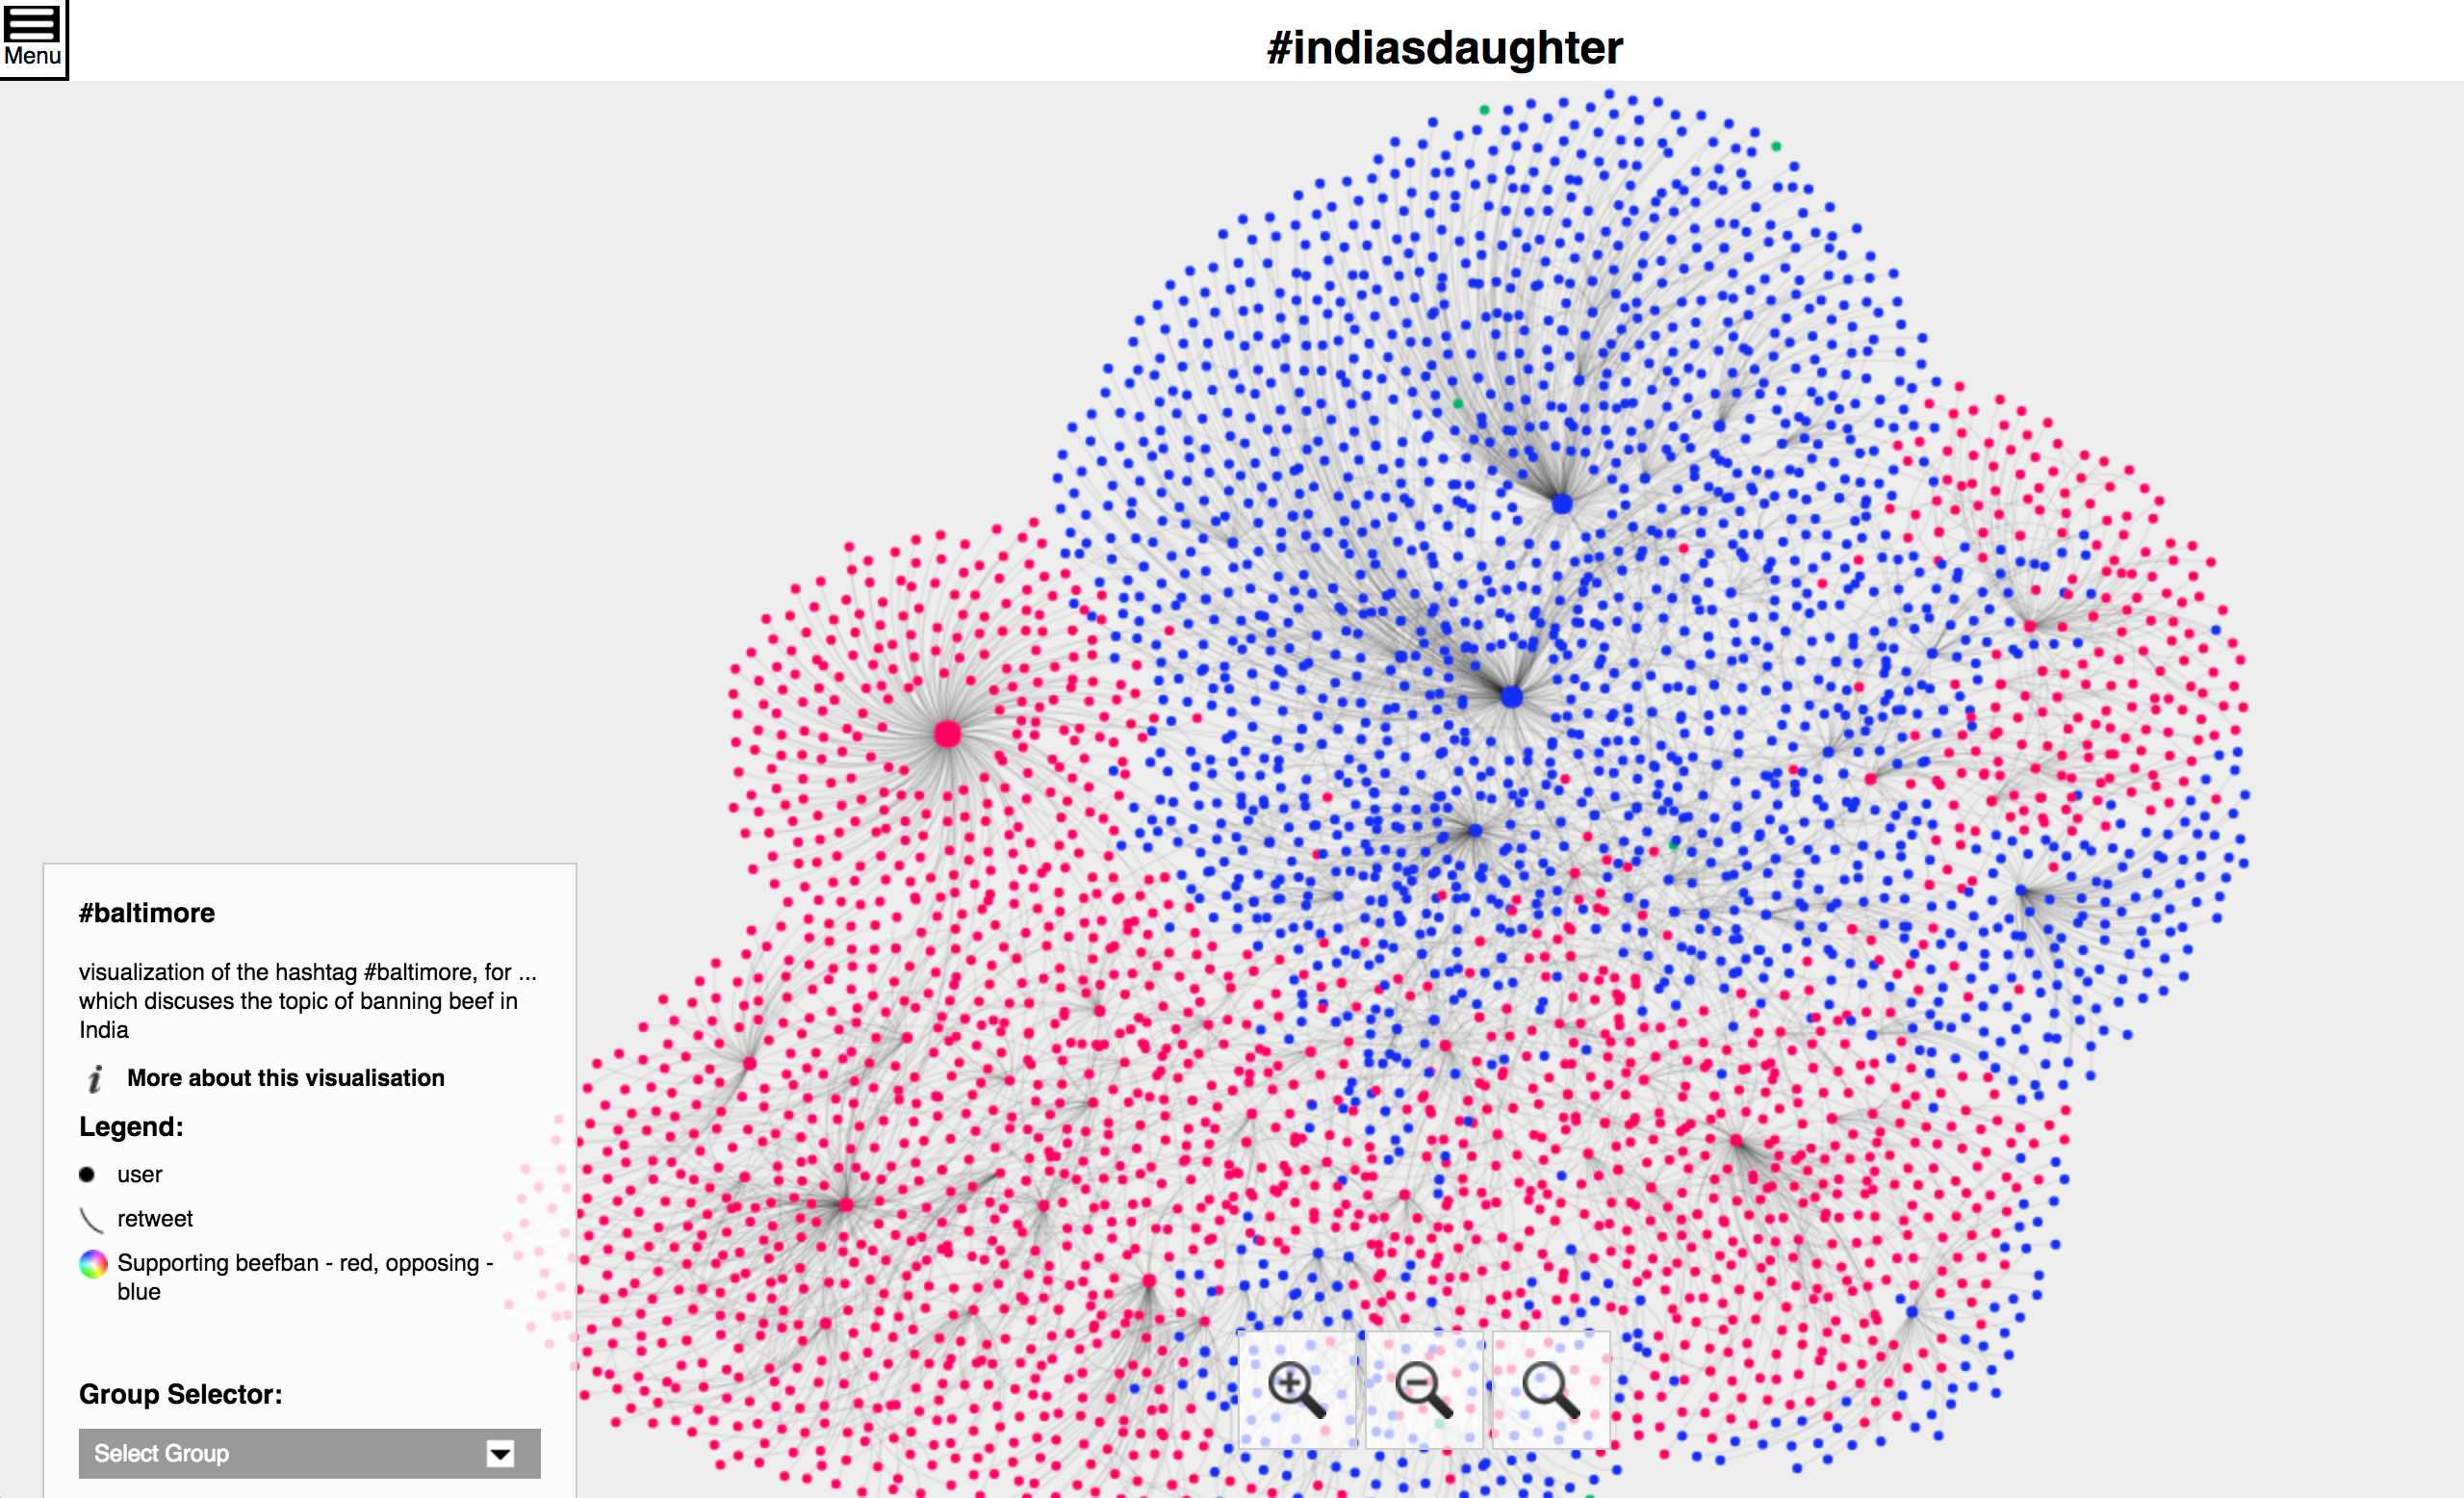 Menu
#indiasdaughter
#baltimore
visualization of the hashtag #baltimore, for ...
which discuses the topic of banning beef in
India
i More about this visualisation
Legend:
user
retweet
Supporting beefban - red, opposing -
blue
Group Selector:
Select Group